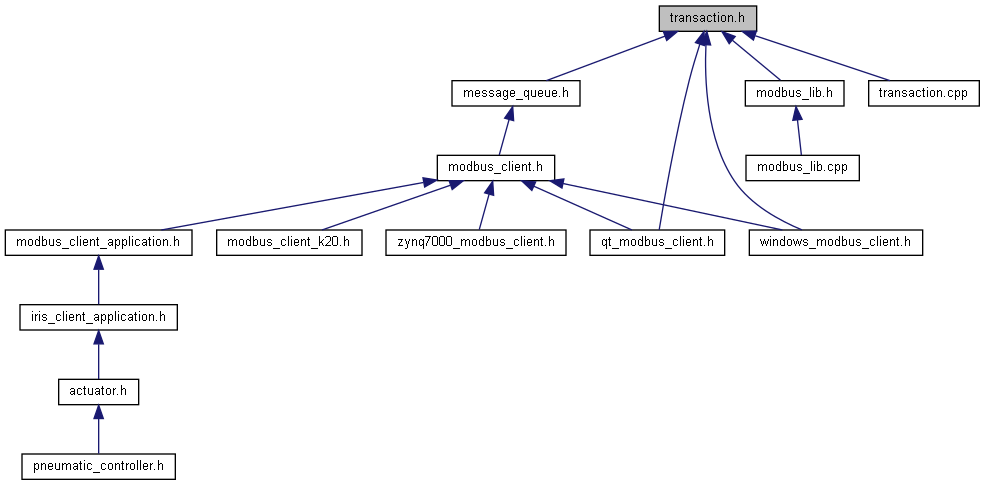 transaction.h
message_queue.h
modbus_lib.h
transaction.cpp
modbus_client.h
modbus_lib.cpp
modbus_client_application.h
modbus_client_k20.h
zynq7000_modbus_client.h
qt_modbus_client.h
windows_modbus_client.h
iris_client_application.h
actuator.h
pneumatic_controller.h